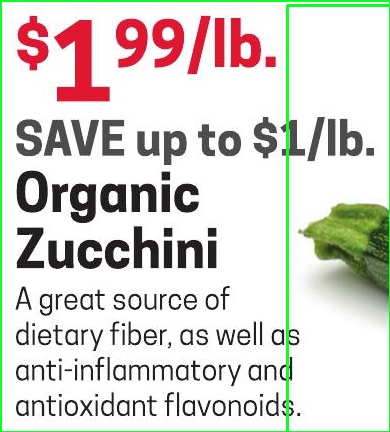 $1 99/lb.
SAVE up to $1/lb.
Organic
Zucchini
A great source of
dietary fiber, as well as
anti-inflammatory and
antioxidant flavonoids.